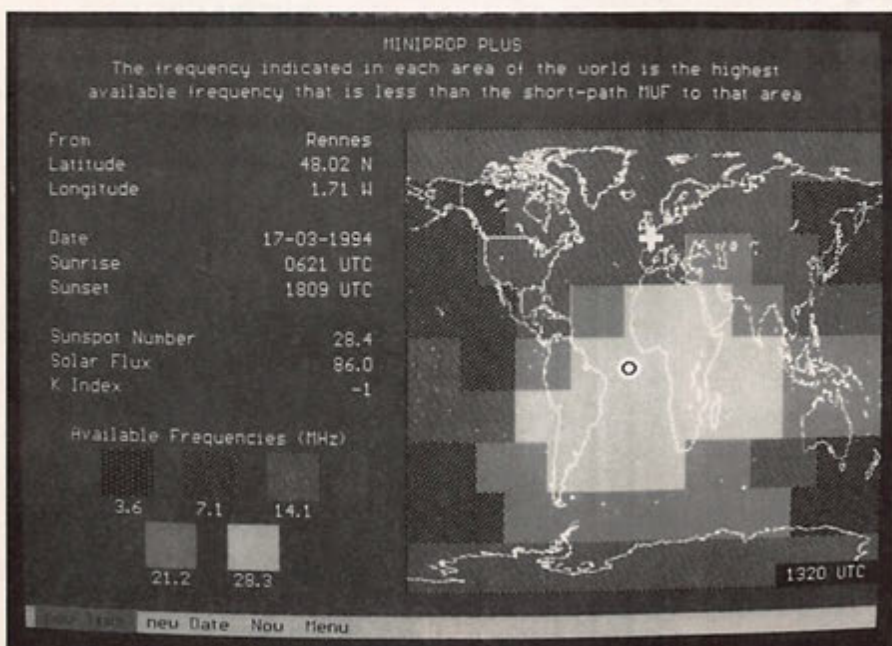 MINIPROP PLUS
The frequency indicated in each area of the world is the highest
available frequency that is less than the short-path MUF to that area
From Rennes
Latitude 48.02 N
Longitude 1.71 W
Date 17-03-1994
Sunrise 0621 UTC
Sunset 1809 UTC
Sunspot Number 28.4
Solar Flux 86.0
K Index -1
Available Frequencies (MHz)
3.6 7.1 14.1
21.2 28.3
1320 UTC
new Date Now Menu